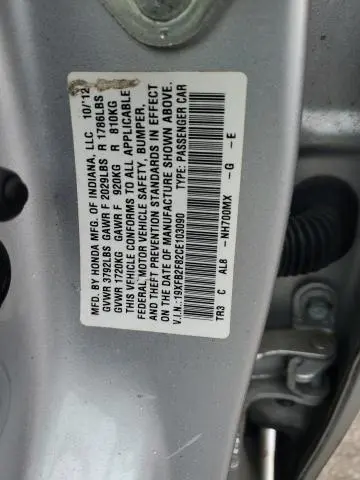 MFD. BY HONDA MFG. OF INDIANA, LLC 10/12
GVWR 3792LBS GAWR F 2029LBS R 1786LBS
GVWR 1720KG GAWR F 920KG R 810KG
THIS VEHICLE CONFORMS TO ALL APPLICABLE
FEDERAL MOTOR VEHICLE SAFETY, BUMPER,
AND THEFT PREVENTION STANDARDS IN EFFECT
ON THE DATE OF MANUFACTURE SHOWN ABOVE.
V.I.N.: 19XFB2F82CE103090 TYPE: PASSENGER CAR
TR3 C AL8 - NH700MX - G - E